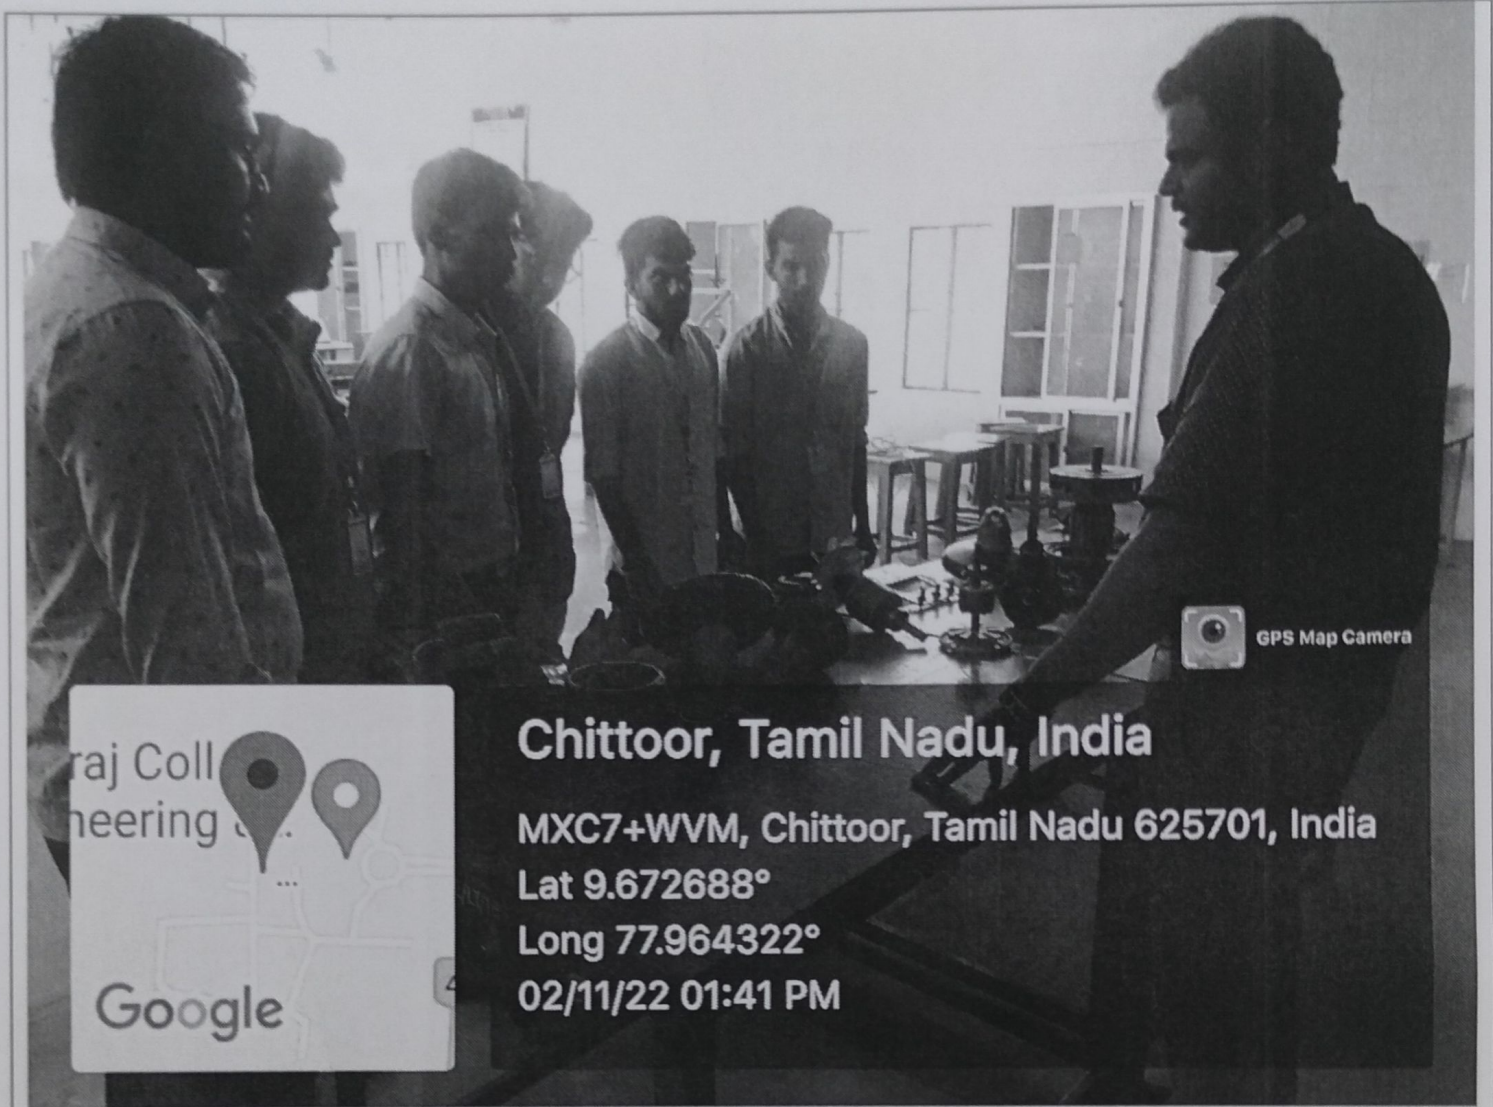 GPS Map Camera
Chittoor, Tamil Nadu, India
raj Coll
neering
MXC7+WVM, Chittoor, Tamil Nadu 625701, India
Lat 9.672688°
Long 77.964322°
02/11/22 01:41 PM
Google